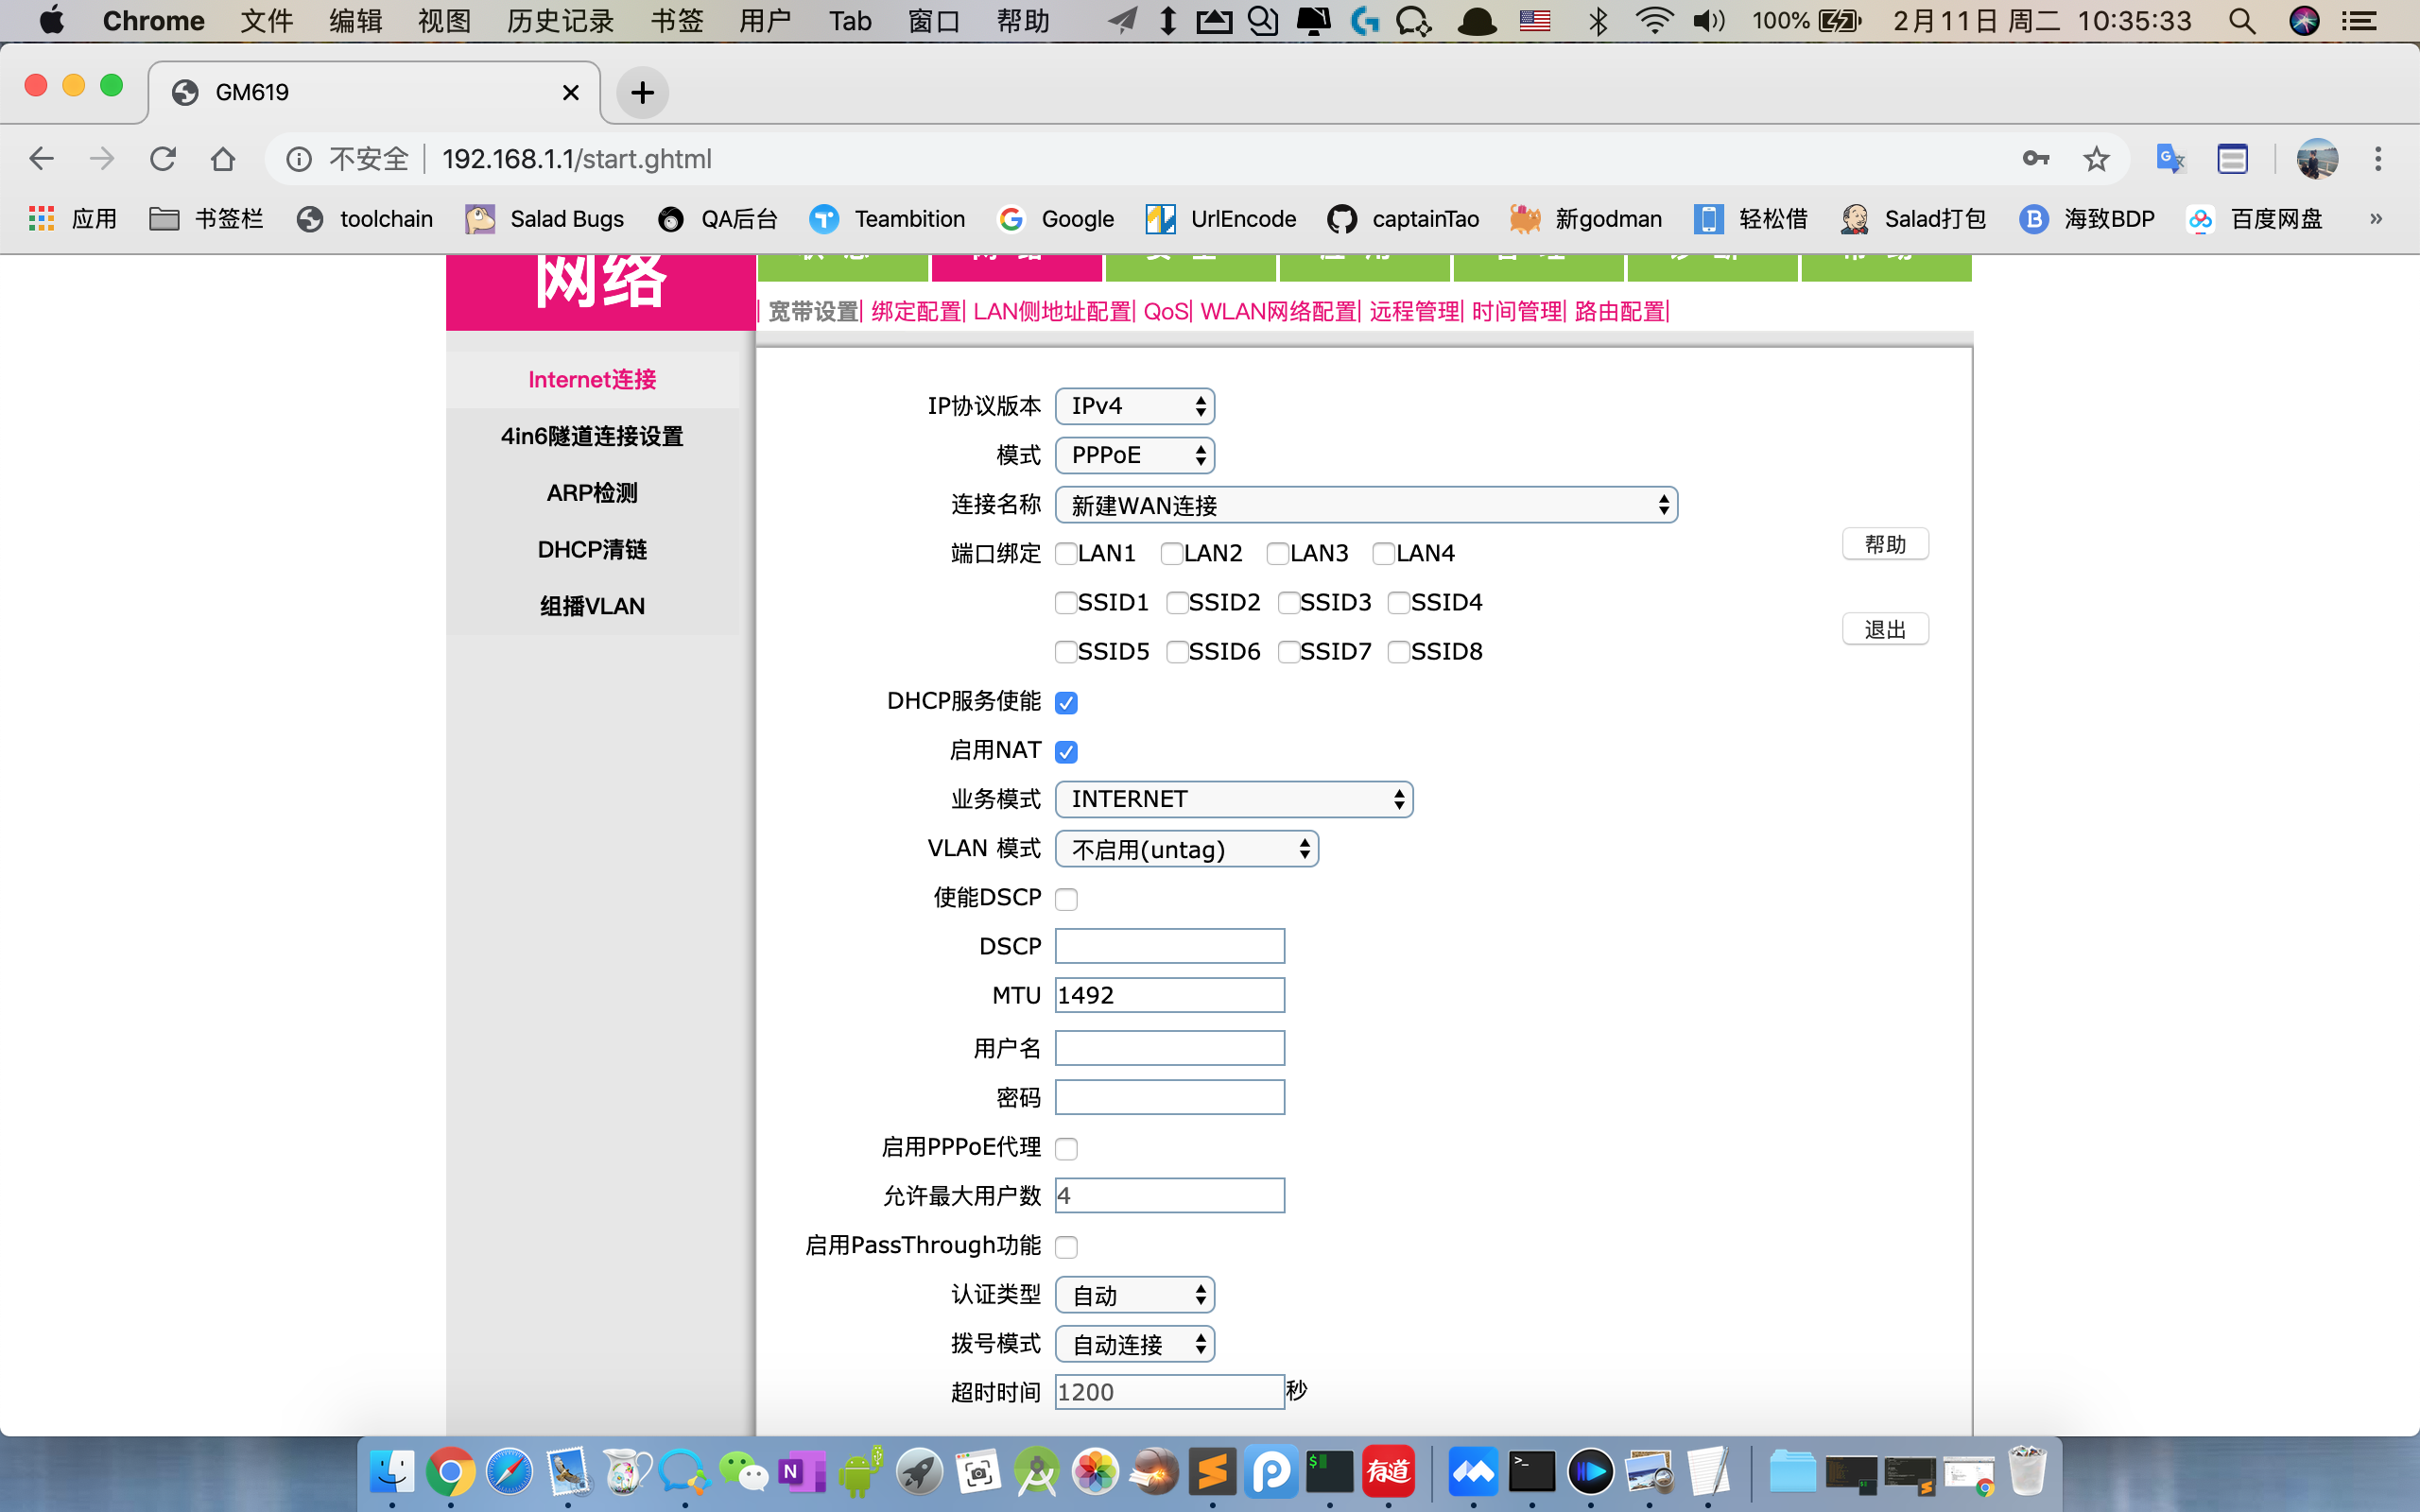 Chrome 文件 编辑 视图 历史记录 书签 用户 Tab 窗口 帮助 100% 2月11日 周二 10:35:33
GM619
不安全 192.168.1.1/start.ghtml
应用 书签栏 toolchain Salad Bugs QA后台 Teambition Google UrlEncode captainTao 新godman 轻松借 Salad打包 海致BDP 百度网盘 »
网络
| 宽带设置| 绑定配置| LAN侧地址配置| QoS| WLAN网络配置| 远程管理| 时间管理| 路由配置|
Internet连接
4in6隧道连接设置
ARP检测
DHCP清链
组播VLAN
IP协议版本 IPv4
模式 PPPoE
连接名称 新建WAN连接
端口绑定 LAN1 LAN2 LAN3 LAN4
SSID1 SSID2 SSID3 SSID4
SSID5 SSID6 SSID7 SSID8
DHCP服务使能
启用NAT
业务模式 INTERNET
VLAN 模式 不启用(untag)
使能DSCP
DSCP
MTU 1492
用户名
密码
启用PPPoE代理
允许最大用户数 4
启用PassThrough功能
认证类型 自动
拨号模式 自动连接
超时时间 1200秒
帮助
退出
有道